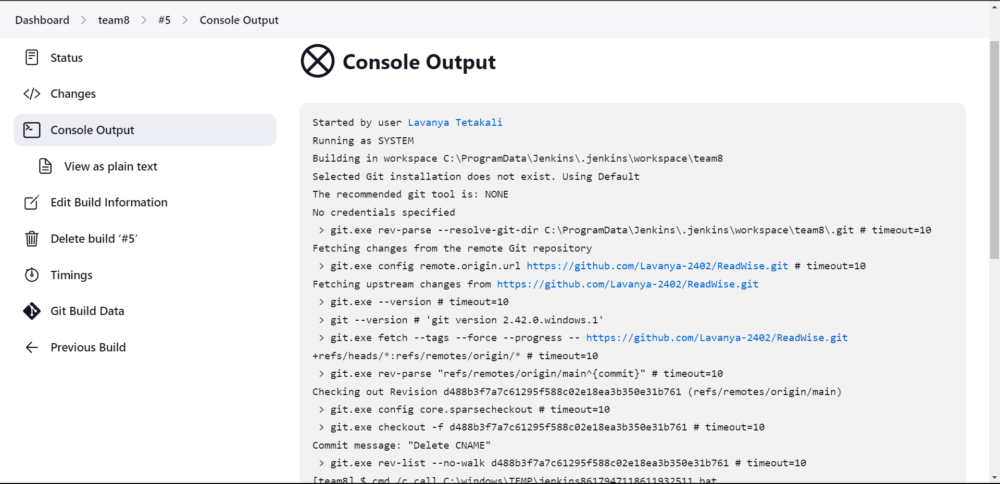 Dashboard > team8 > #5 > Console Output
Status
Changes
Console Output
View as plain text
Edit Build Information
Delete build ‘#5’
Timings
Git Build Data
Previous Build
Console Output
Started by user Lavanya Tetakali
Running as SYSTEM
Building in workspace C:\ProgramData\Jenkins\.jenkins\workspace\team8
Selected Git installation does not exist. Using Default
The recommended git tool is: NONE
No credentials specified
 > git.exe rev-parse --resolve-git-dir C:\ProgramData\Jenkins\.jenkins\workspace\team8\.git # timeout=10
Fetching changes from the remote Git repository
 > git.exe config remote.origin.url https://github.com/Lavanya-2402/ReadWise.git # timeout=10
Fetching upstream changes from https://github.com/Lavanya-2402/ReadWise.git
 > git.exe --version # timeout=10
 > git --version # 'git version 2.42.0.windows.1'
 > git.exe fetch --tags --force --progress -- https://github.com/Lavanya-2402/ReadWise.git
+refs/heads/*:refs/remotes/origin/* # timeout=10
 > git.exe rev-parse "refs/remotes/origin/main^{commit}" # timeout=10
Checking out Revision d488b3f7a7c61295f588c02e18ea3b350e31b761 (refs/remotes/origin/main)
 > git.exe config core.sparsecheckout # timeout=10
 > git.exe checkout -f d488b3f7a7c61295f588c02e18ea3b350e31b761 # timeout=10
Commit message: "Delete CNAME"
 > git.exe rev-list --no-walk d488b3f7a7c61295f588c02e18ea3b350e31b761 # timeout=10
[team8] $ cmd /c call C:\windows\TEMP\jenkins8617947118611932511.bat